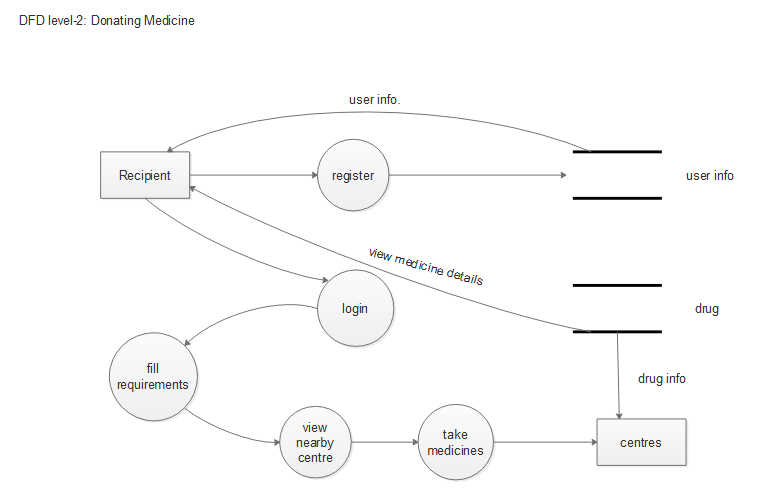 DFD level-2: Donating Medicine
user info.
Recipient
register
user info
view medicine details
login
drug
fill
requirements
drug info
view
nearby
centre
take
medicines
centres